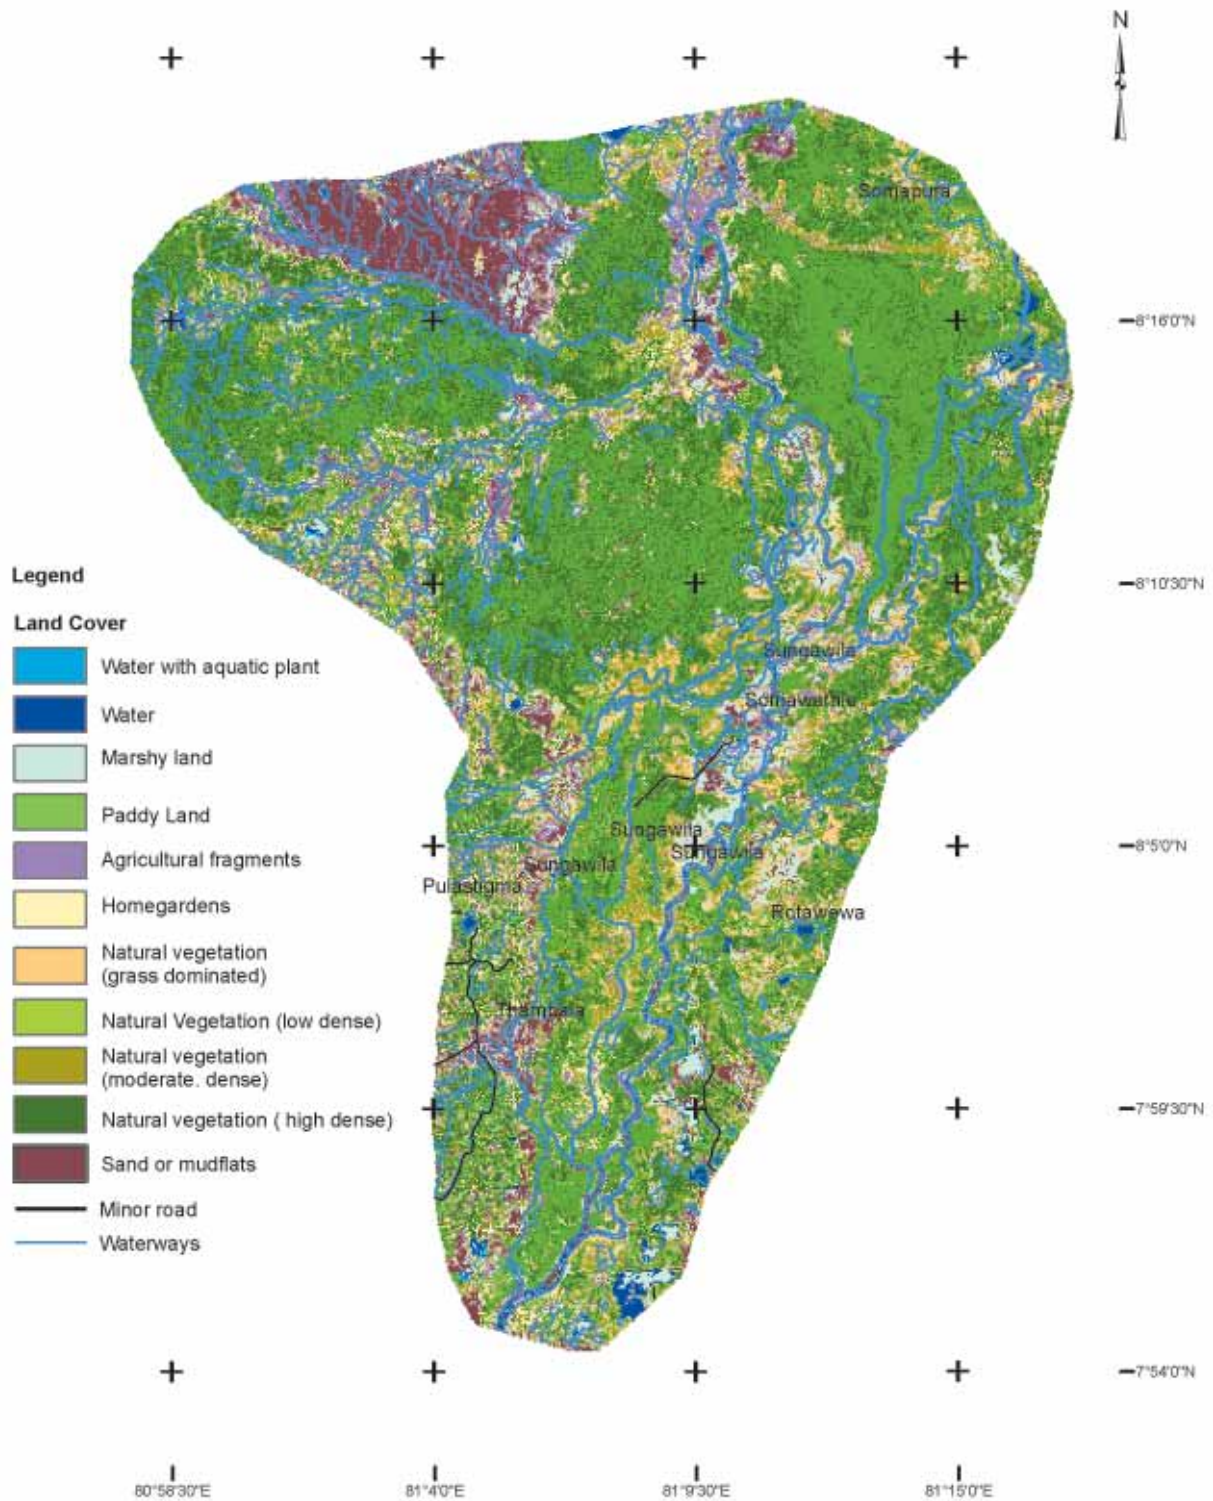 N
Somapura
8°16'0"N
8°10'30"N
Legend
Land Cover
Water with aquatic plant
Water
Marshy land
Paddy Land
Agricultural fragments
Homegardens
Natural vegetation
(grass dominated)
Natural Vegetation (low dense)
Natural vegetation
(moderate. dense)
Natural vegetation ( high dense)
Sand or mudflats
Minor road
Waterways
Sungawila
Sungawila
Sungawila
Sungawila
8°5'0"N
Pulastigma
Rotawewa
Thambala
7°59'30"N
7°54'0"N
80°58'30"E
81°4'0"E
81°9'30"E
81°15'0"E